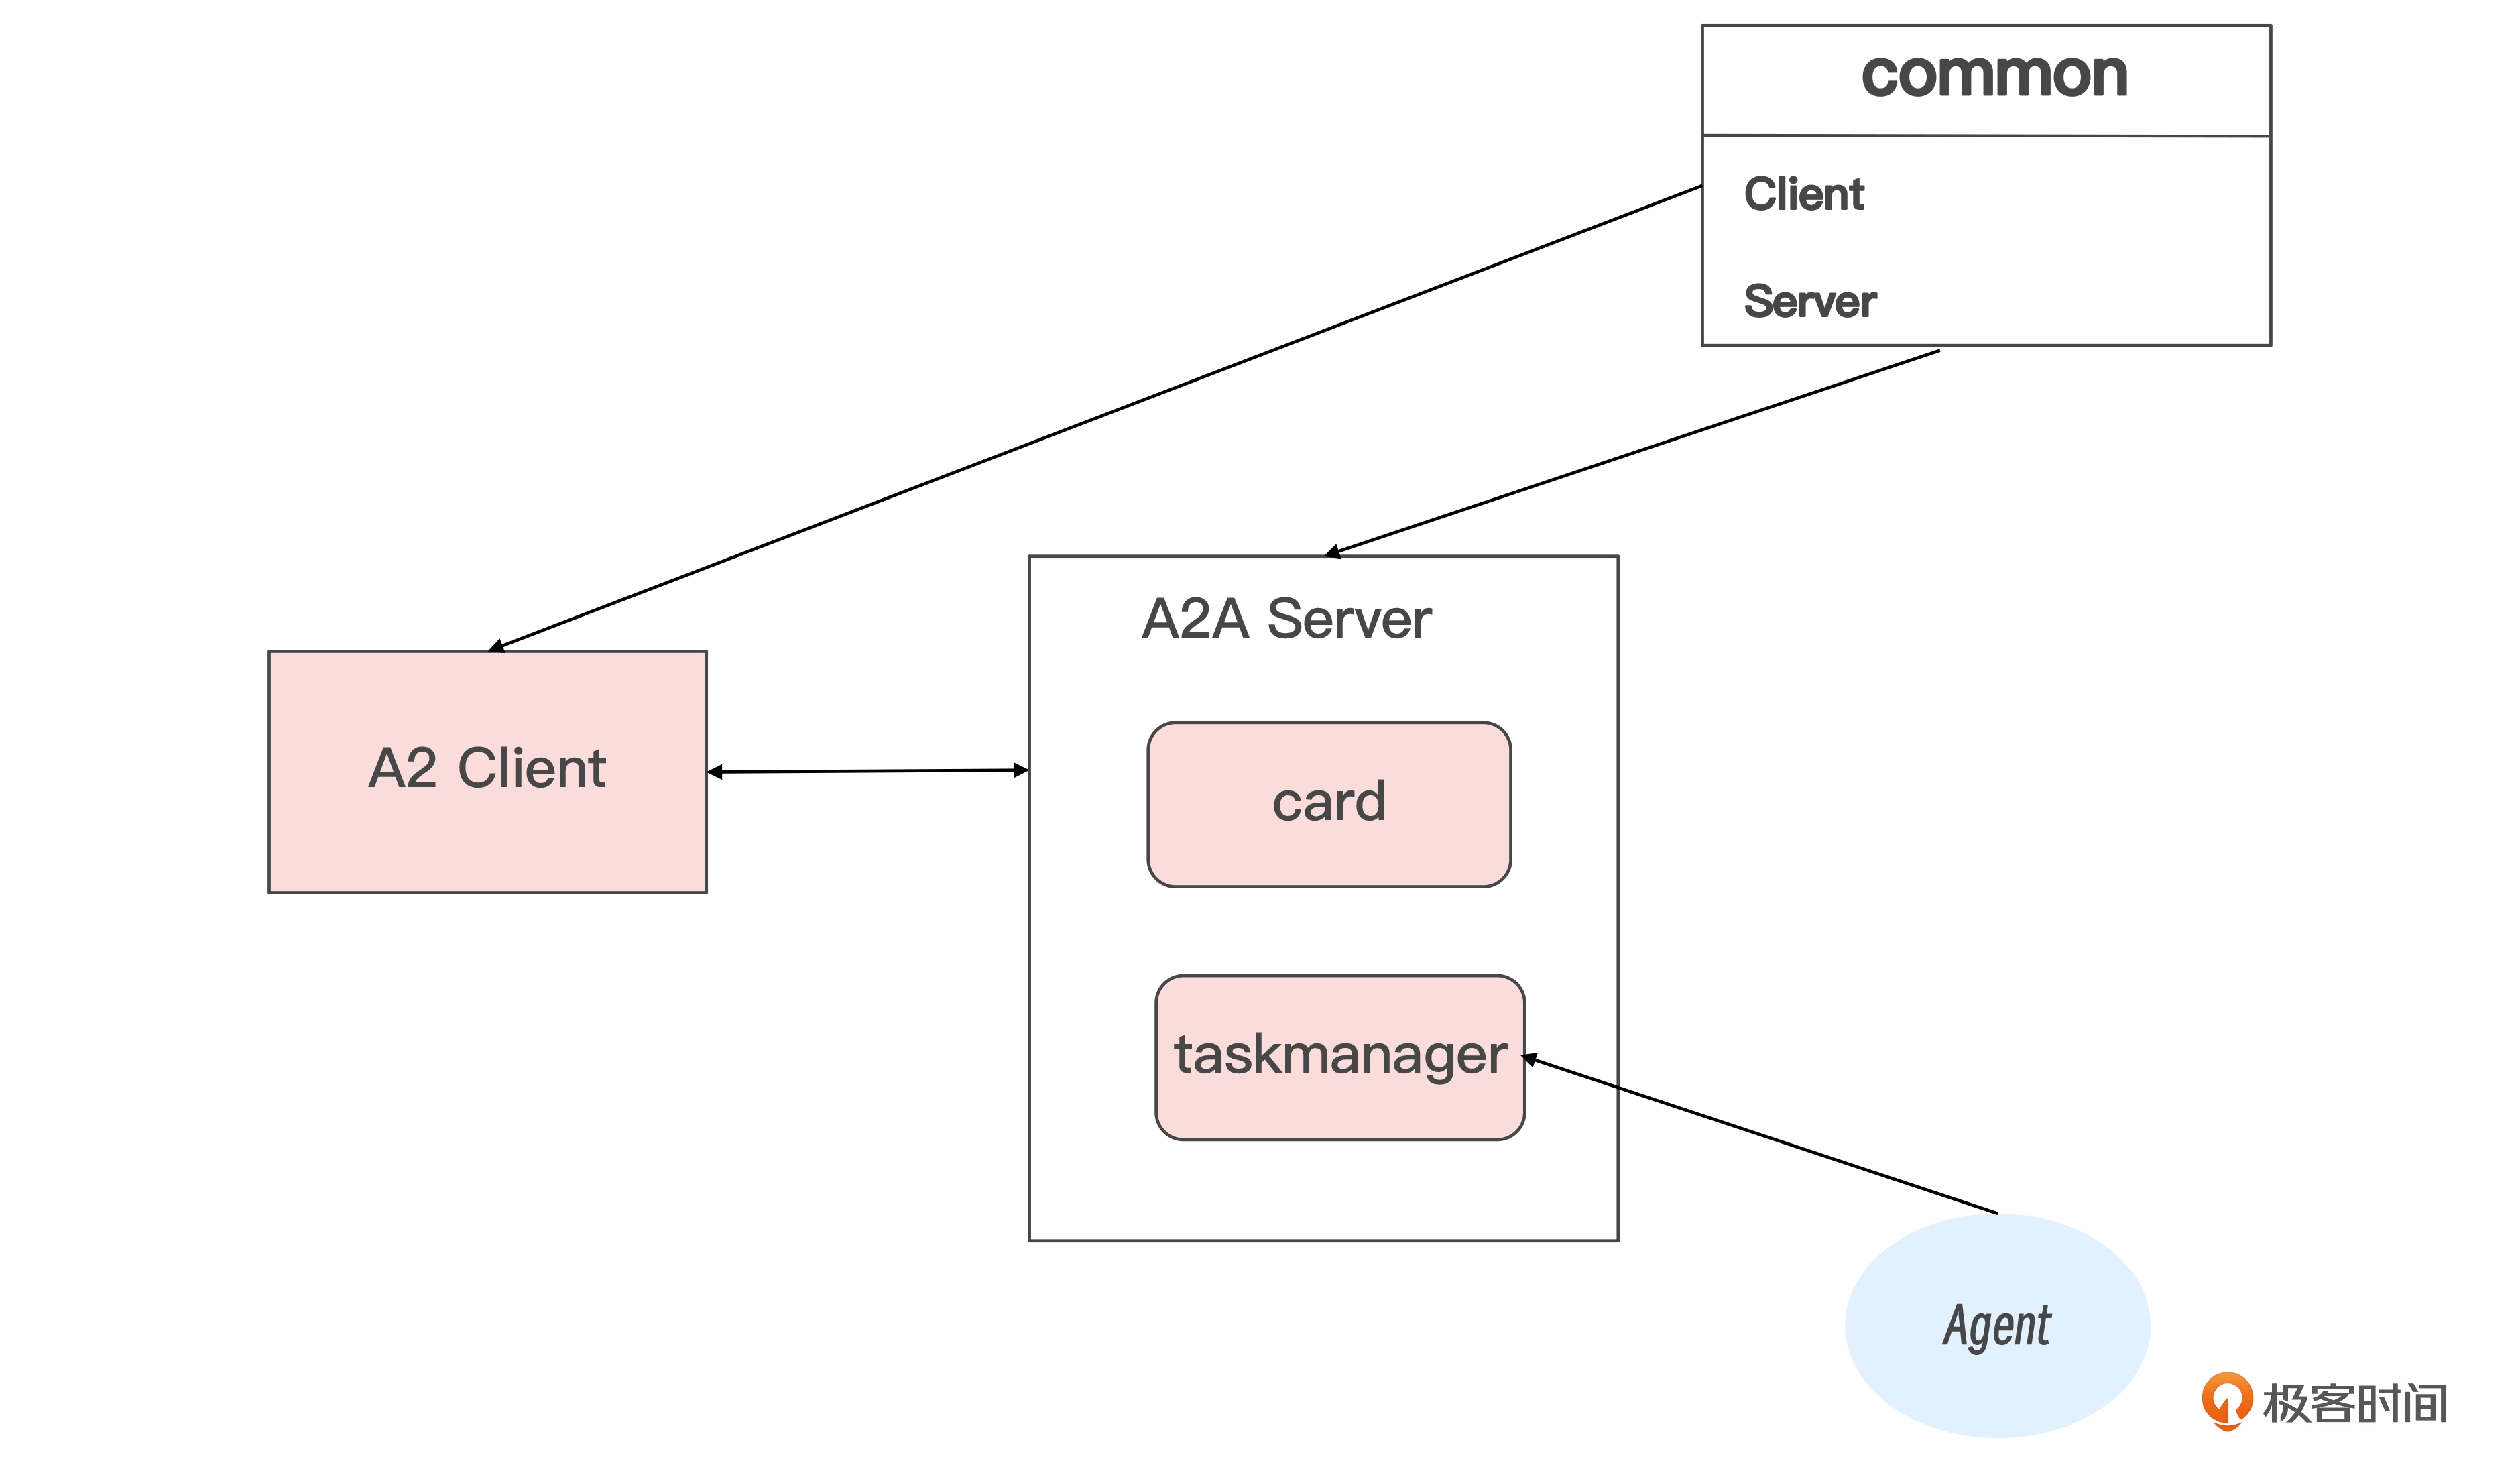 common
Client
Server
A2A Server
A2 Client
card
taskmanager
Agent
极客时间